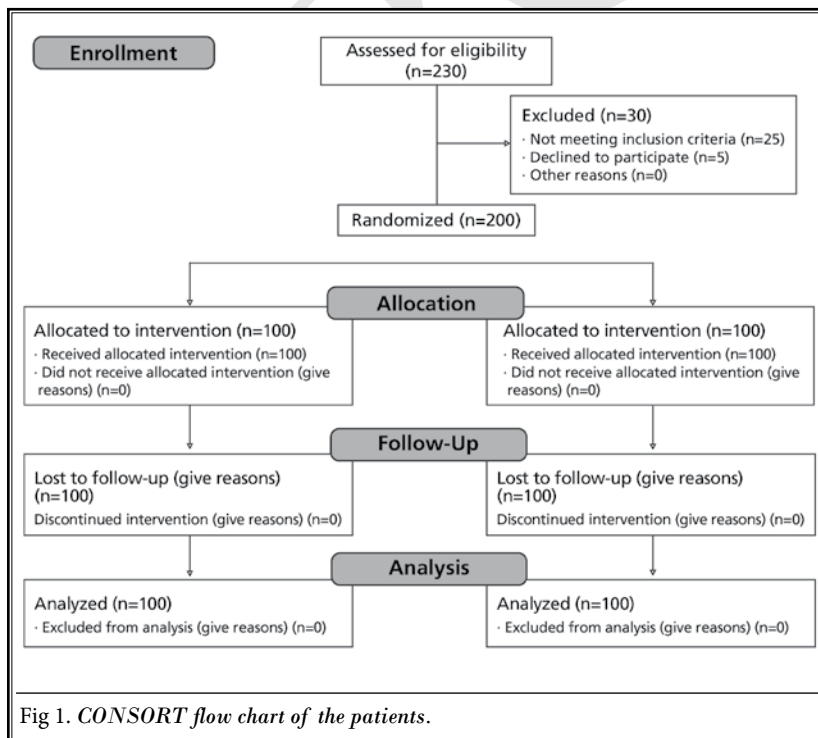 Enrollment
Assessed for eligibility
(n=230)
Excluded (n=30)
· Not meeting inclusion criteria (n=25)
· Declined to participate (n=5)
· Other reasons (n=0)
Randomized (n=200)
Allocation
Allocated to intervention (n=100)
· Received allocated intervention (n=100)
· Did not receive allocated intervention (give
reasons) (n=0)
Allocated to intervention (n=100)
· Received allocated intervention (n=100)
· Did not receive allocated intervention (give
reasons) (n=0)
Follow-Up
Lost to follow-up (give reasons)
(n=100)
Discontinued intervention (give reasons) (n=0)
Lost to follow-up (give reasons)
(n=100)
Discontinued intervention (give reasons) (n=0)
Analysis
Analyzed (n=100)
· Excluded from analysis (give reasons) (n=0)
Analyzed (n=100)
· Excluded from analysis (give reasons) (n=0)
Fig 1. CONSORT flow chart of the patients.